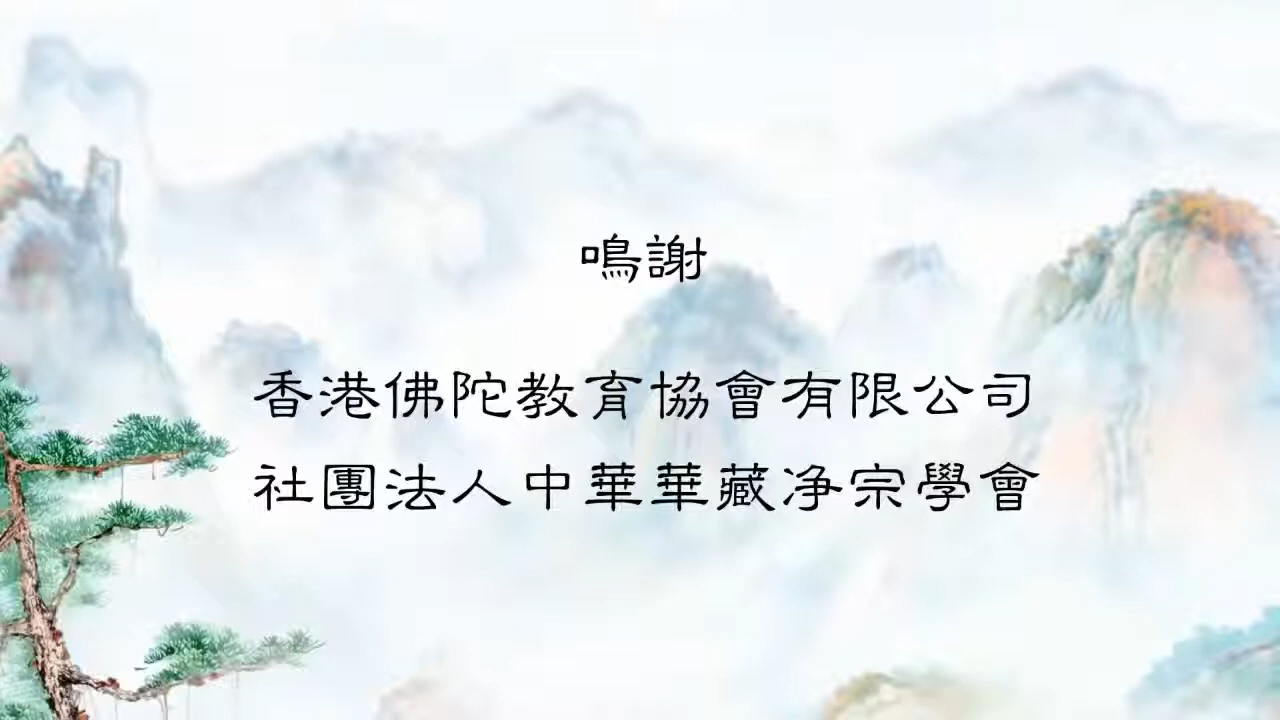 鳴謝
香港佛陀教育協會有限公司
社團法人中華華藏净宗學會